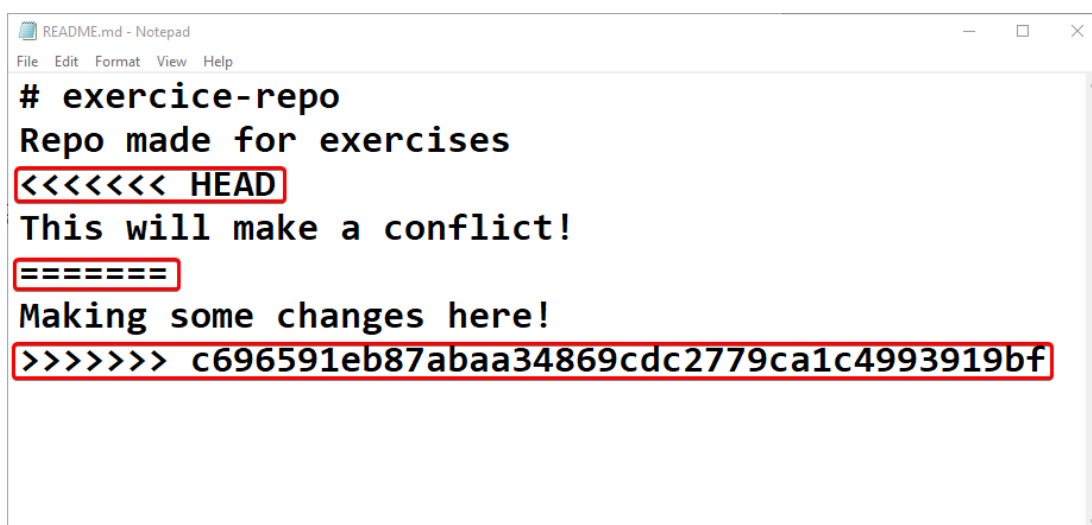 README.md - Notepad
File Edit Format View Help
# exercice-repo
Repo made for exercises
<<<<<<< HEAD
This will make a conflict!
=======
Making some changes here!
>>>>>>> c696591eb87abaa34869cdc2779ca1c4993919bf